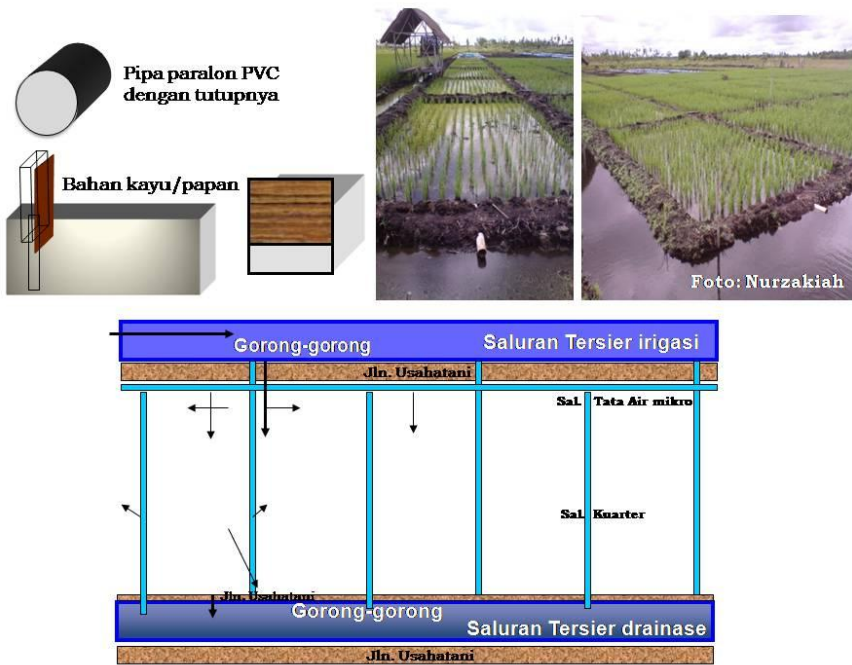 Pipa paralon PVC
dengan tutupnya
Bahan kayu/papan
Foto: Nurzakiah
Saluran Tersier irigasi
Gorong-gorong
Jln. Usahatani
Sal. Tata Air mikro
Sal. Kuarter
Jln. Usahatani
Gorong-gorong
Saluran Tersier drainase
Jln. Usahatani